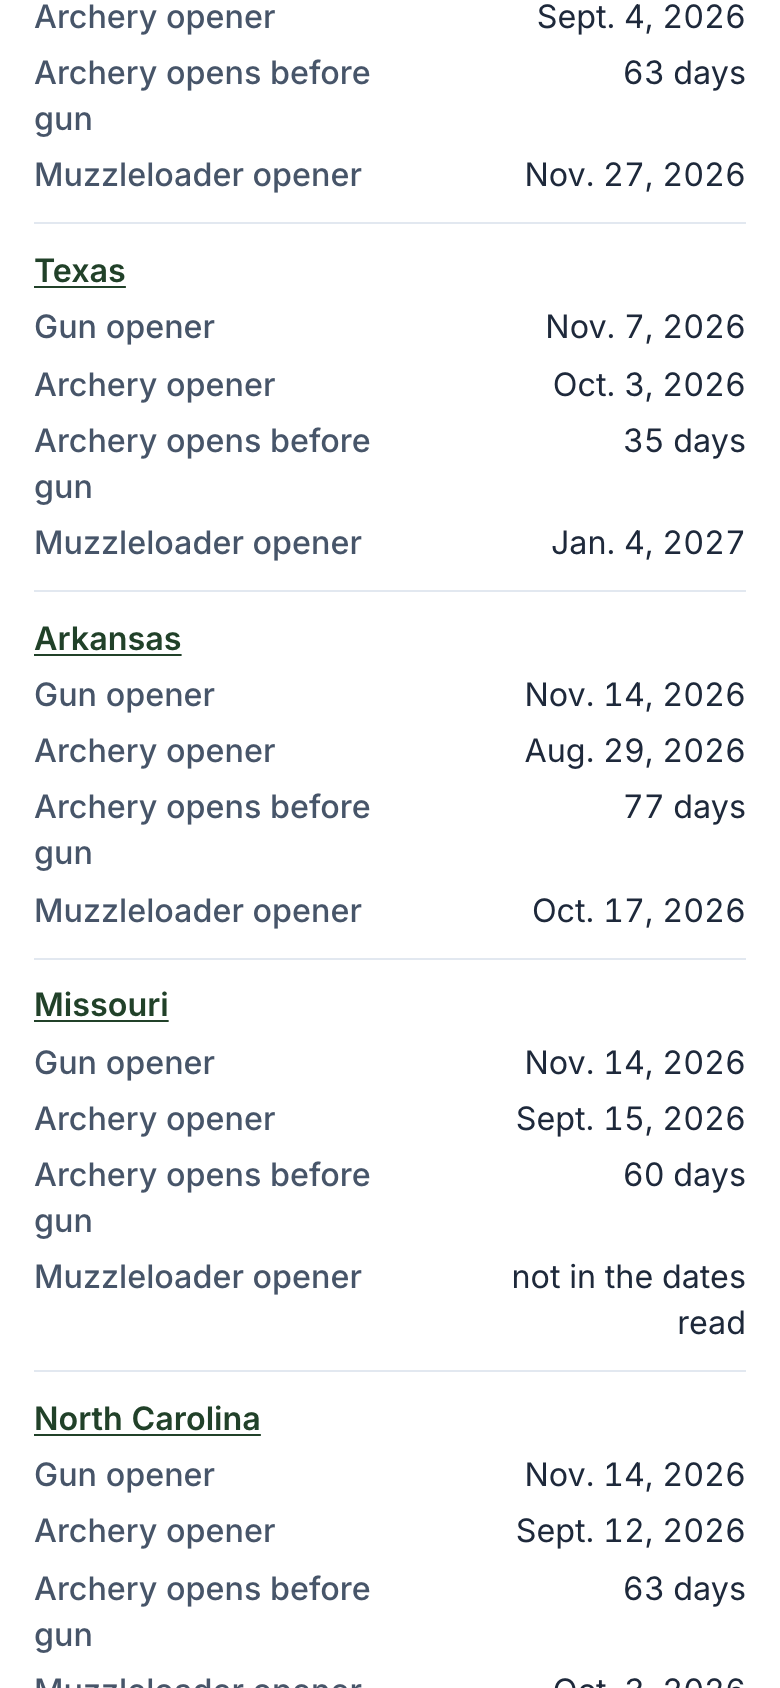 Archery opener Sept. 4, 2026
Archery opens before 63 days
gun
Muzzleloader opener Nov. 27, 2026
Texas
Gun opener Nov. 7, 2026
Archery opener Oct. 3, 2026
Archery opens before 35 days
gun
Muzzleloader opener Jan. 4, 2027
Arkansas
Gun opener Nov. 14, 2026
Archery opener Aug. 29, 2026
Archery opens before 77 days
gun
Muzzleloader opener Oct. 17, 2026
Missouri
Gun opener Nov. 14, 2026
Archery opener Sept. 15, 2026
Archery opens before 60 days
gun
Muzzleloader opener not in the dates
read
North Carolina
Gun opener Nov. 14, 2026
Archery opener Sept. 12, 2026
Archery opens before 63 days
gun
Muzzleloader opener Oct. 3, 2026